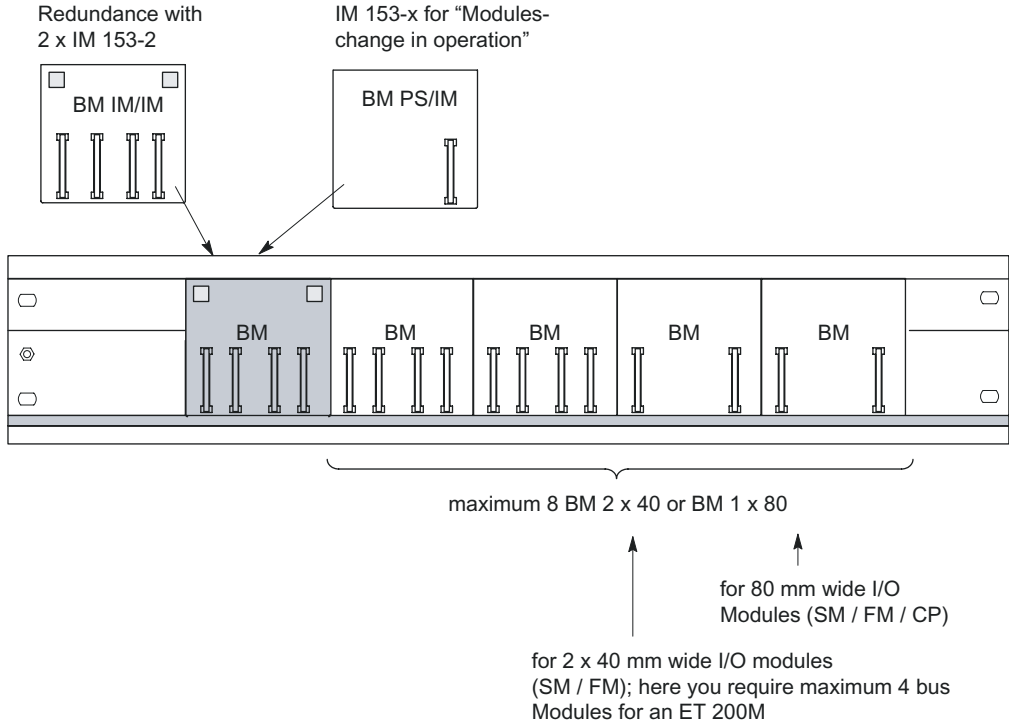 Redundance with
2 x IM 153-2
IM 153-x for “Modules-
change in operation”
BM IM/IM
BM PS/IM
BM
BM
BM
BM
BM
maximum 8 BM 2 x 40 or BM 1 x 80
for 80 mm wide I/O
Modules (SM / FM / CP)
for 2 x 40 mm wide I/O modules
(SM / FM); here you require maximum 4 bus
Modules for an ET 200M